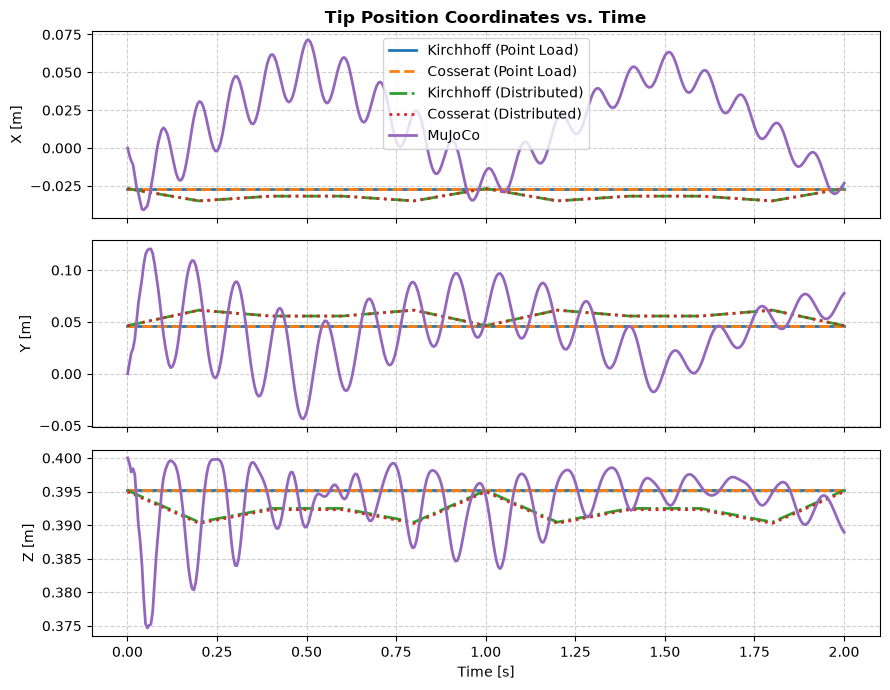 Tip Position Coordinates vs. Time
0.075
0.050
0.025
0.000
−0.025
X [m]
Kirchhoff (Point Load)
Cosserat (Point Load)
Kirchhoff (Distributed)
Cosserat (Distributed)
MuJoCo
0.10
0.05
0.00
−0.05
Y [m]
0.400
0.395
0.390
0.385
0.380
0.375
Z [m]
0.00 0.25 0.50 0.75 1.00 1.25 1.50 1.75 2.00
Time [s]